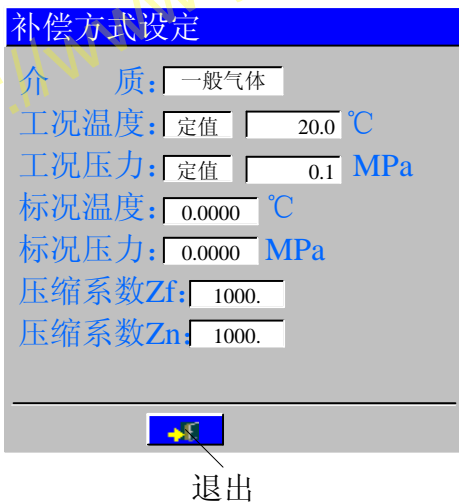 补偿方式设定
介 质:一般气体
工况温度:定值 20.0 ℃
工况压力:定值 0.1 MPa
标况温度:0.0000 ℃
标况压力:0.0000 MPa
压缩系数Zf:1000.
压缩系数Zn:1000.
退出